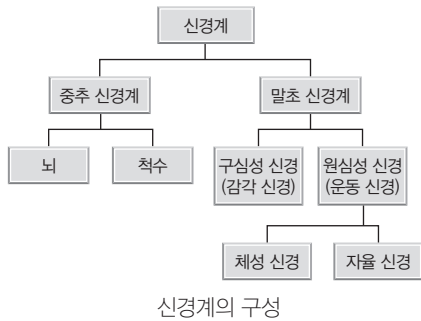 신경계
중추 신경계
말초 신경계
뇌
척수
구심성 신경
(감각 신경)
원심성 신경
(운동 신경)
체성 신경
자율 신경
신경계의 구성